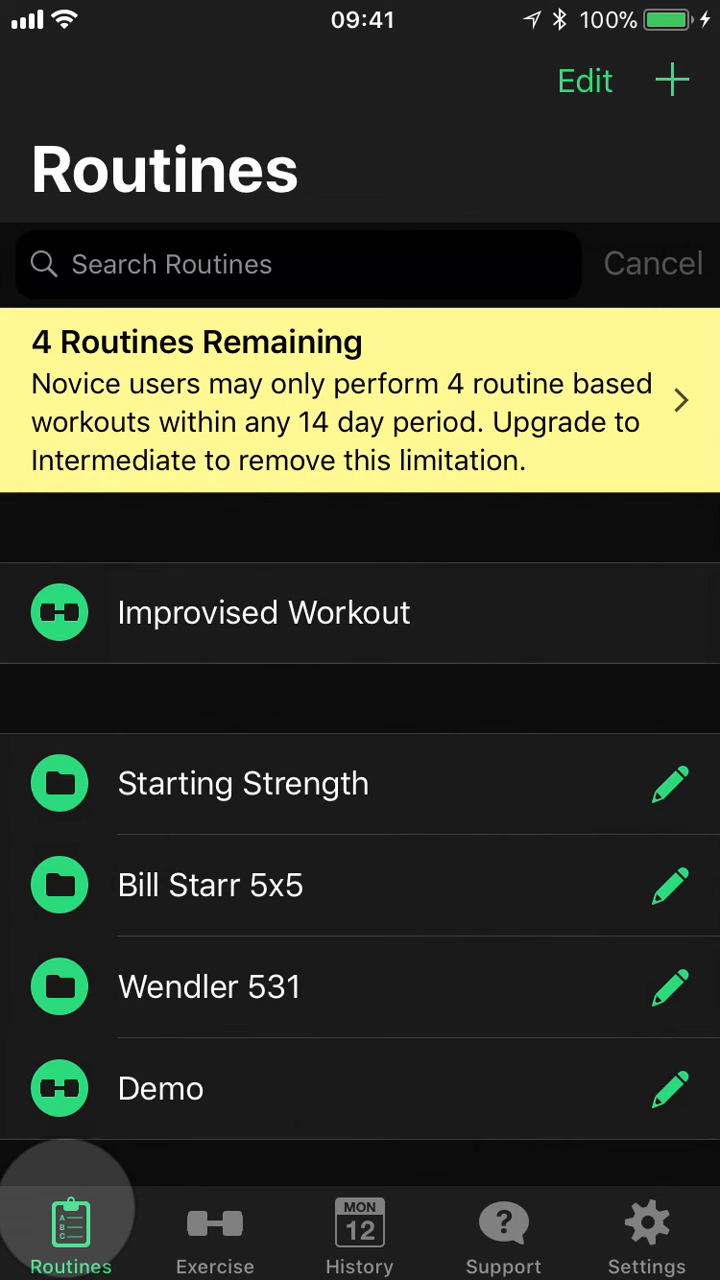 09:41
100%
Edit
Routines
Search Routines
Cancel
4 Routines Remaining
Novice users may only perform 4 routine based
workouts within any 14 day period. Upgrade to
Intermediate to remove this limitation.
Improvised Workout
Starting Strength
Bill Starr 5x5
Wendler 531
Demo
A
B
C
MON
12
?
Routines
Exercise
History
Support
Settings